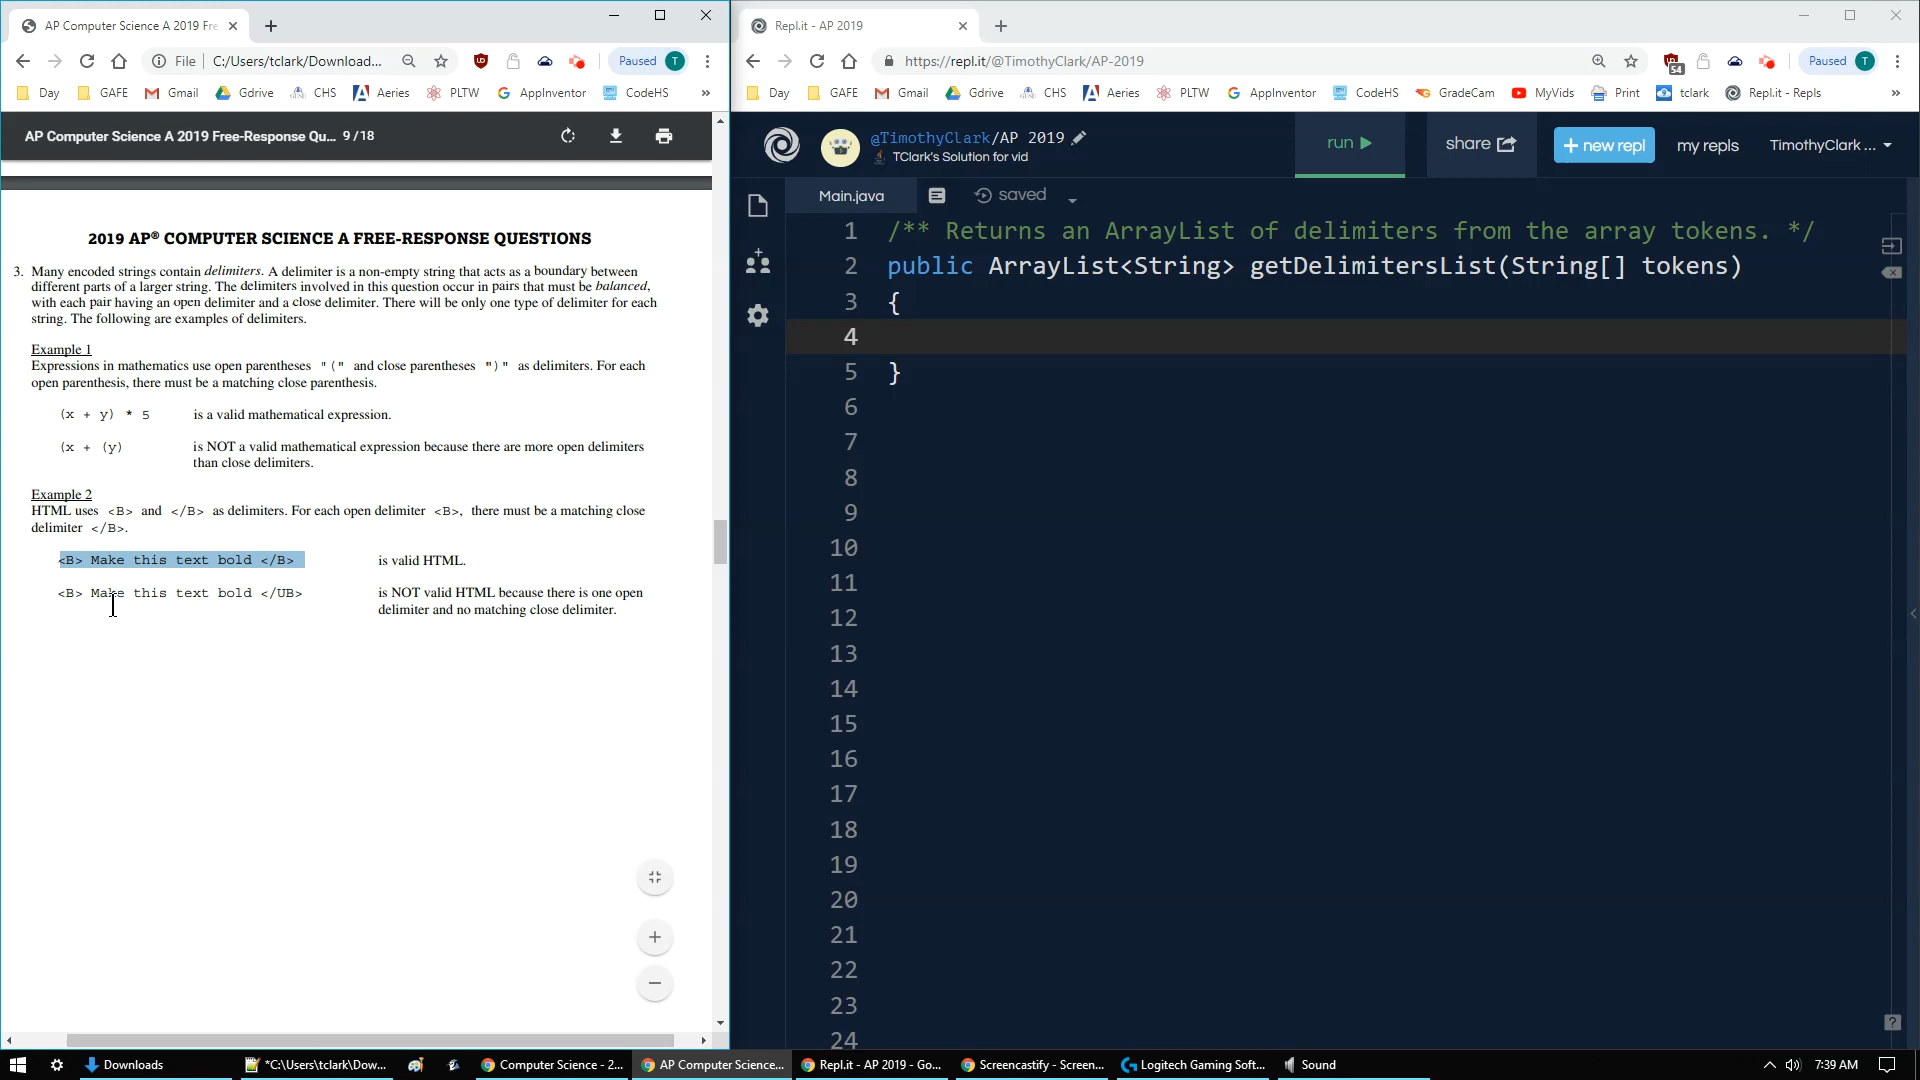 AP Computer Science A 2019 Fre
Repl.it - AP 2019
File C:/Users/tclark/Download... Paused T
https://repl.it/@TimothyClark/AP-2019 54 Paused T
Day GAFE Gmail Gdrive CHS Aeries PLTW AppInventor CodeHS »
Day GAFE Gmail Gdrive CHS Aeries PLTW AppInventor CodeHS GradeCam MyVids Print tclark Repl.it - Repls »
AP Computer Science A 2019 Free-Response Qu... 9 / 18
@TimothyClark/AP 2019
TClark's Solution for vid
run share + new repl my repls TimothyClark ...
Main.java saved
2019 AP® COMPUTER SCIENCE A FREE-RESPONSE QUESTIONS
3. Many encoded strings contain delimiters. A delimiter is a non-empty string that acts as a boundary between
different parts of a larger string. The delimiters involved in this question occur in pairs that must be balanced,
with each pair having an open delimiter and a close delimiter. There will be only one type of delimiter for each
string. The following are examples of delimiters.
Example 1
Expressions in mathematics use open parentheses "(" and close parentheses ")" as delimiters. For each
open parenthesis, there must be a matching close parenthesis.
(x + y) * 5 is a valid mathematical expression.
(x + (y) is NOT a valid mathematical expression because there are more open delimiters
than close delimiters.
Example 2
HTML uses <B> and </B> as delimiters. For each open delimiter <B>, there must be a matching close
delimiter </B>.
<B> Make this text bold </B> is valid HTML.
<B> Make this text bold </UB> is NOT valid HTML because there is one open
delimiter and no matching close delimiter.
1 /** Returns an ArrayList of delimiters from the array tokens. */
2 public ArrayList<String> getDelimitersList(String[] tokens)
3 {
4
5 }
6
7
8
9
10
11
12
13
14
15
16
17
18
19
20
21
22
23
24
?
Downloads *C:\Users\tclark\Dow... Computer Science - 2... AP Computer Science... Repl.it - AP 2019 - Go... Screencastify - Screen... Logitech Gaming Soft... Sound 7:39 AM